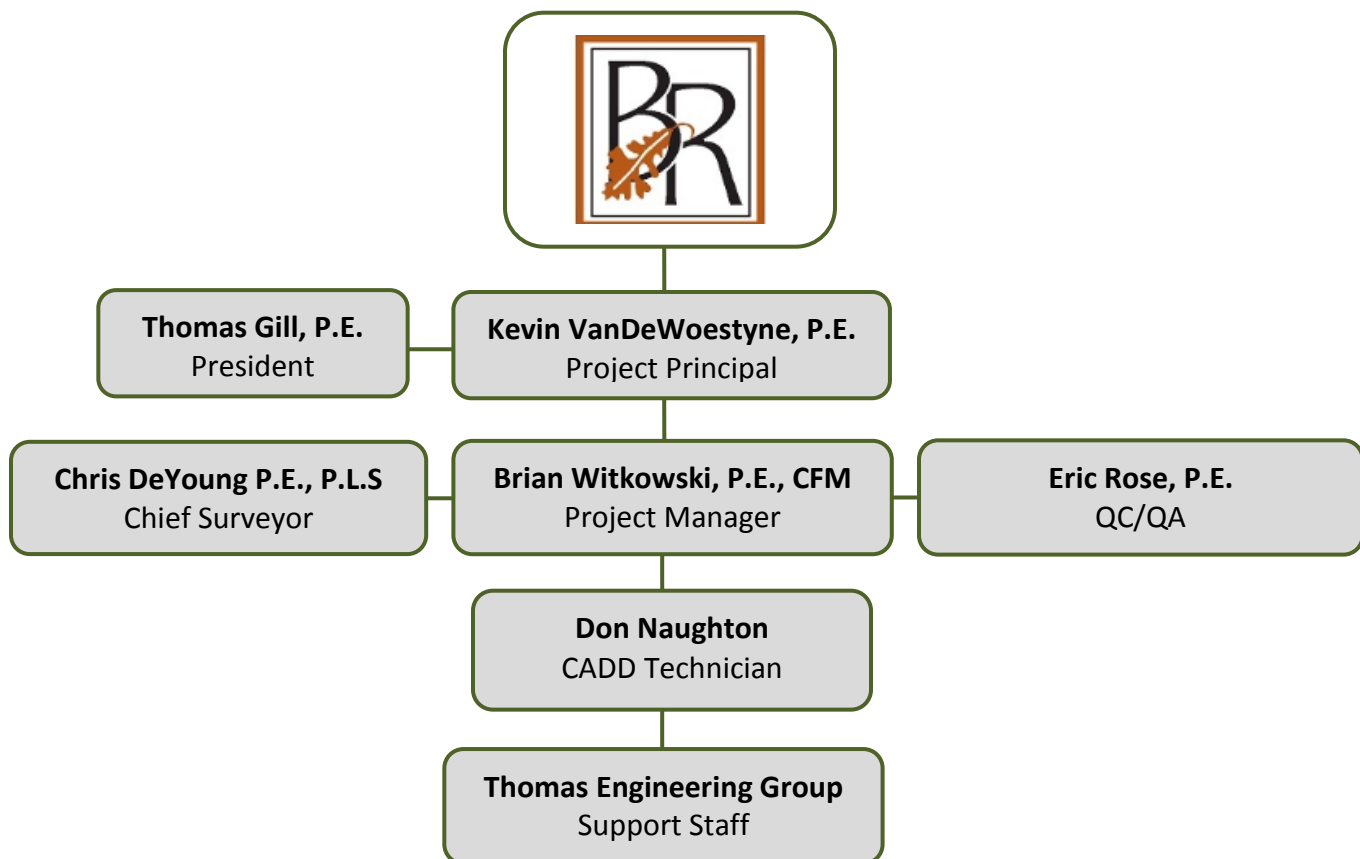 BR
Thomas Gill, P.E.
President
Kevin VanDeWoestyne, P.E.
Project Principal
Chris DeYoung P.E., P.L.S
Chief Surveyor
Brian Witkowski, P.E., CFM
Project Manager
Eric Rose, P.E.
QC/QA
Don Naughton
CADD Technician
Thomas Engineering Group
Support Staff